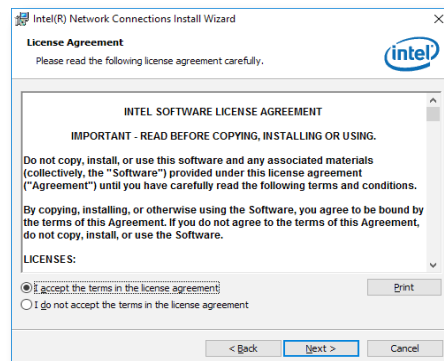 Intel(R) Network Connections Install Wizard
License Agreement
Please read the following license agreement carefully.
intel
INTEL SOFTWARE LICENSE AGREEMENT
IMPORTANT - READ BEFORE COPYING, INSTALLING OR USING.
Do not copy, install, or use this software and any associated materials
(collectively, the "Software") provided under this license agreement
("Agreement") until you have carefully read the following terms and conditions.
By copying, installing, or otherwise using the Software, you agree to be bound by
the terms of this Agreement. If you do not agree to the terms of this Agreement,
do not copy, install, or use the Software.
LICENSES:
I accept the terms in the license agreement
Print
I do not accept the terms in the license agreement
< Back
Next >
Cancel